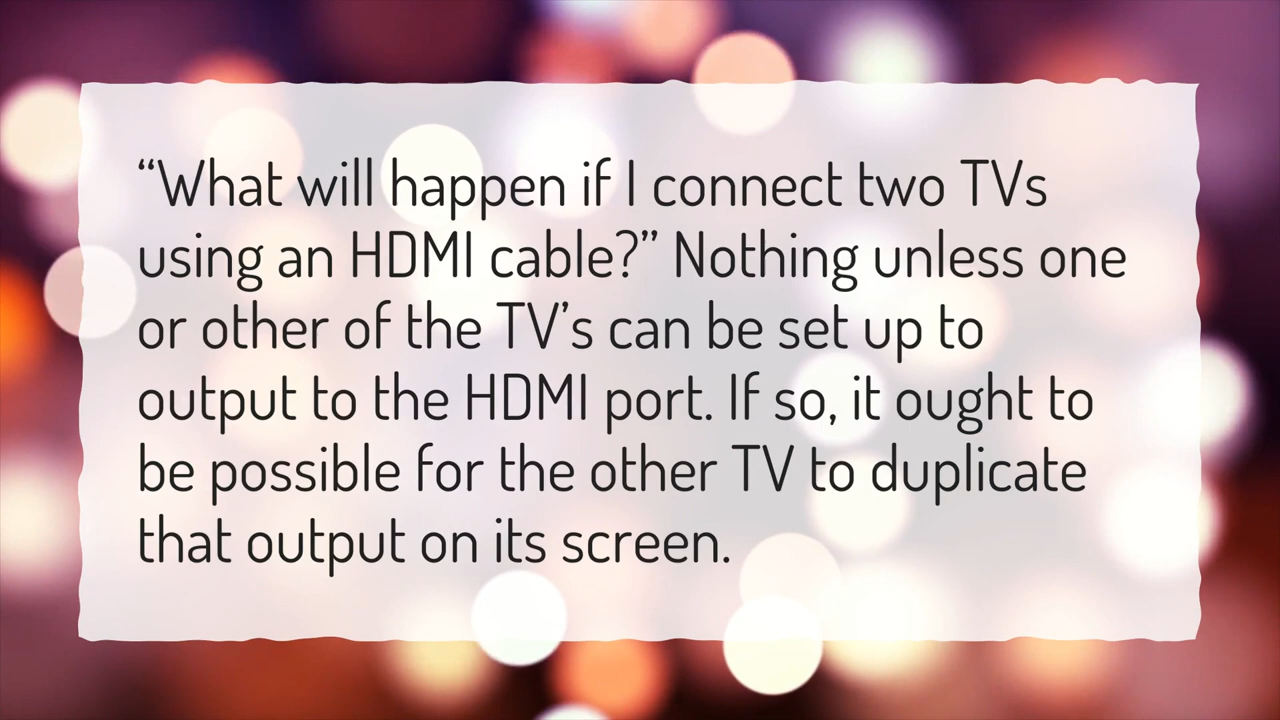 “What will happen if I connect two TVs
using an HDMI cable?” Nothing unless one
or other of the TV’s can be set up to
output to the HDMI port. If so, it ought to
be possible for the other TV to duplicate
that output on its screen.